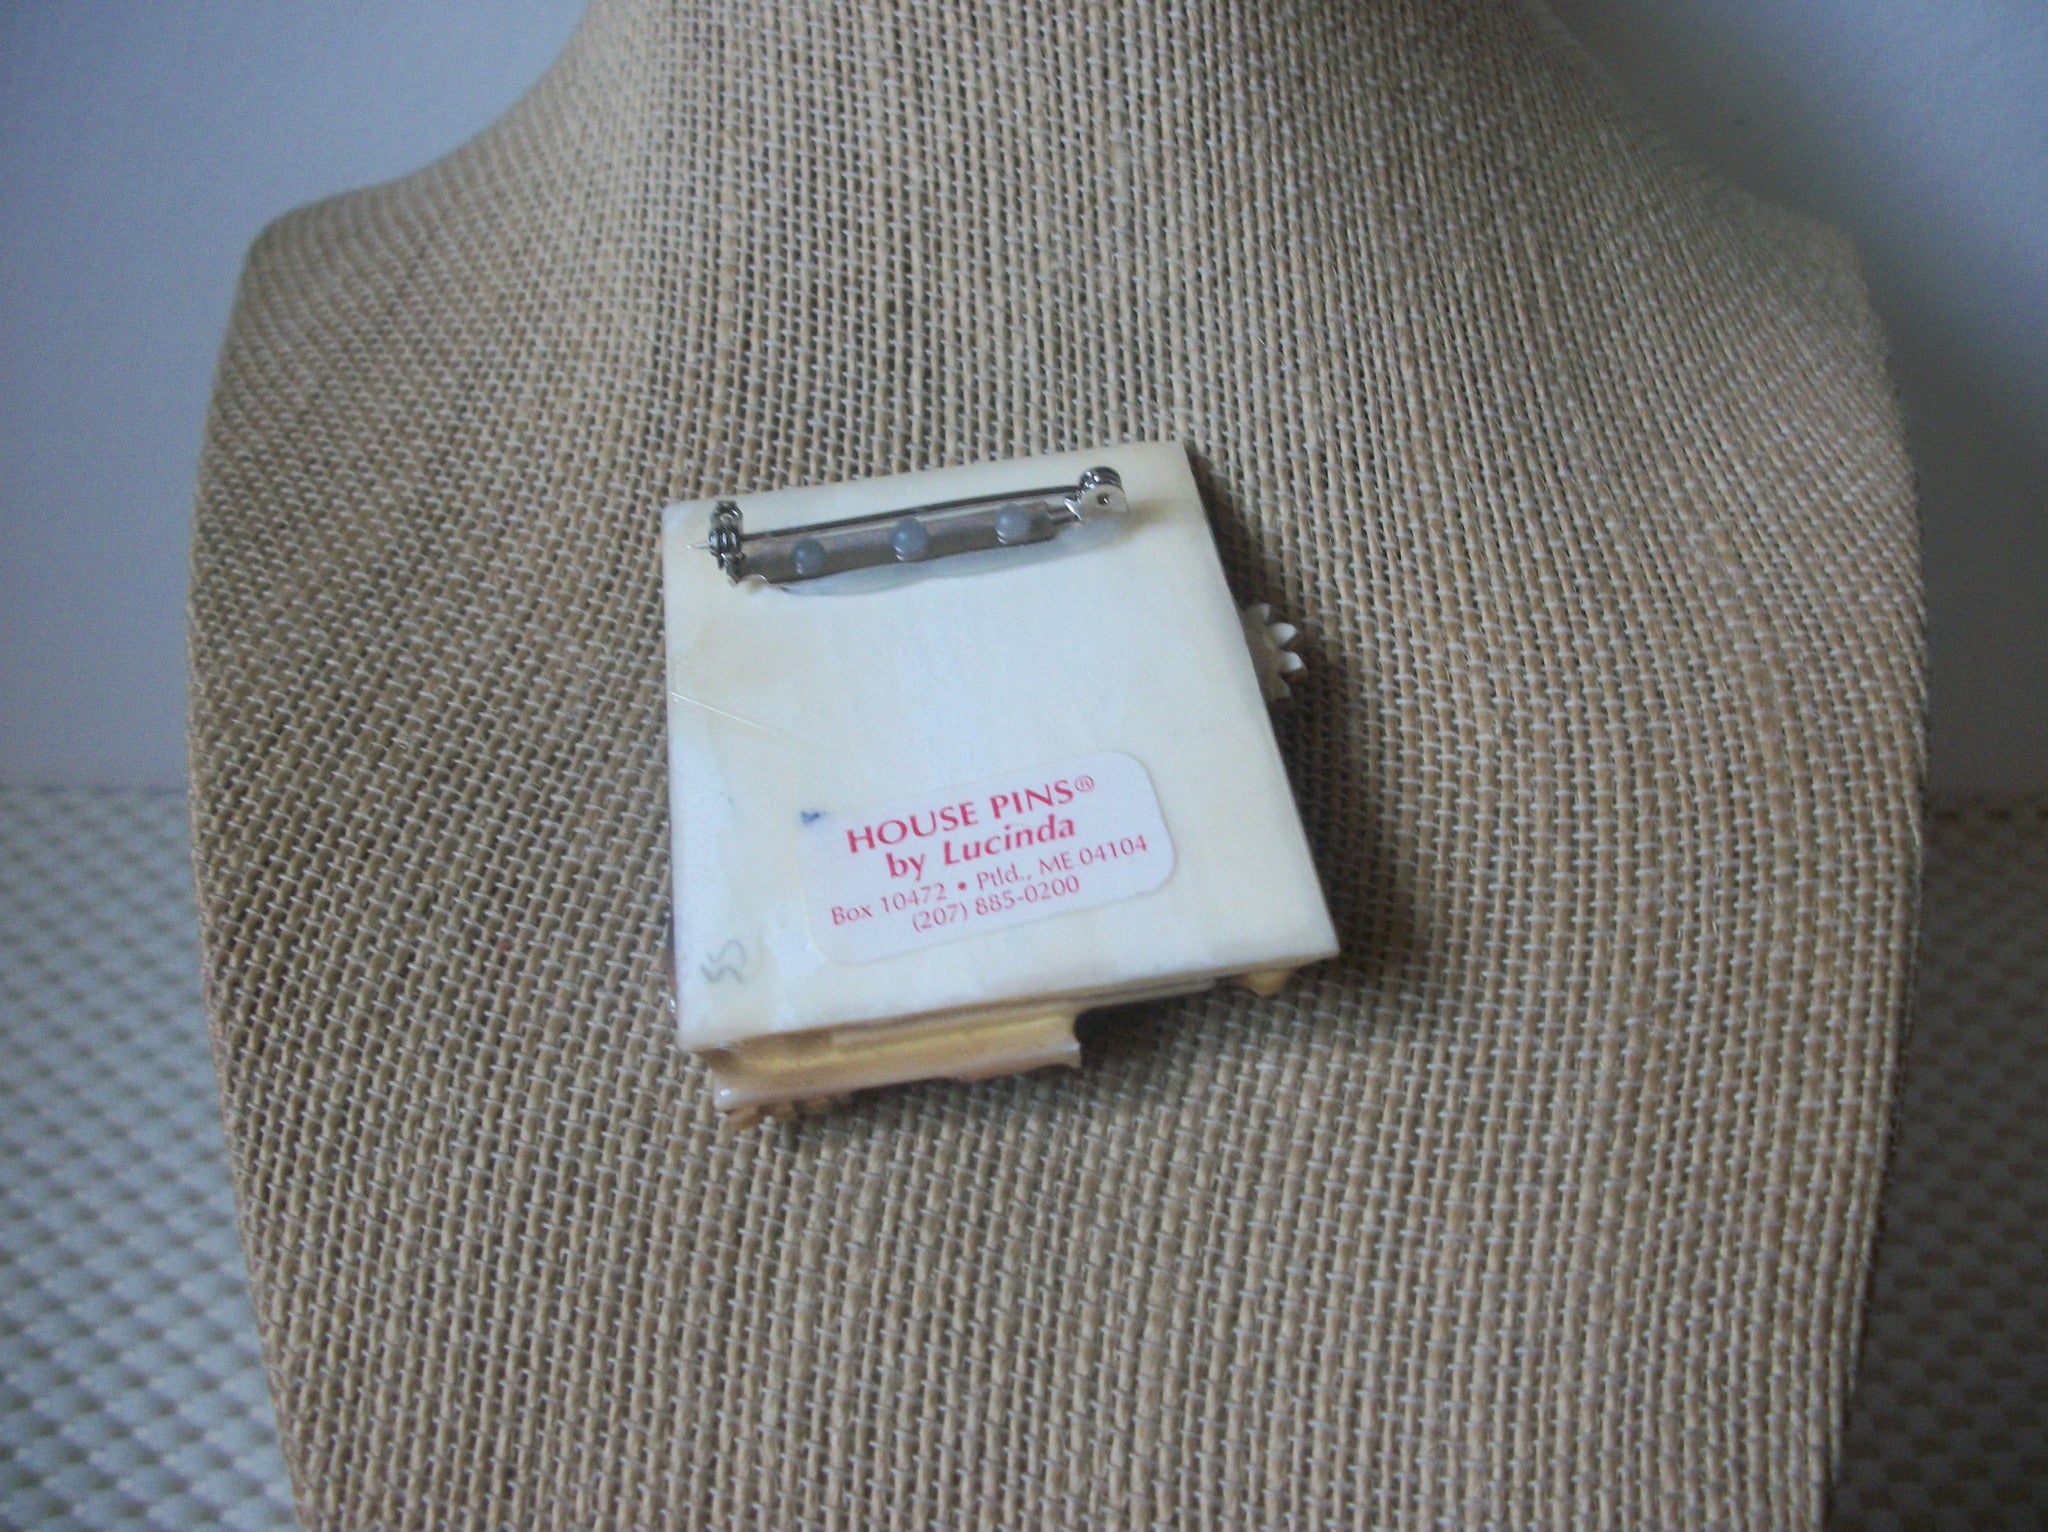 HOUSE PINS®
by Lucinda
Box 10472 • Ptld., ME 04104
(207) 885-0200